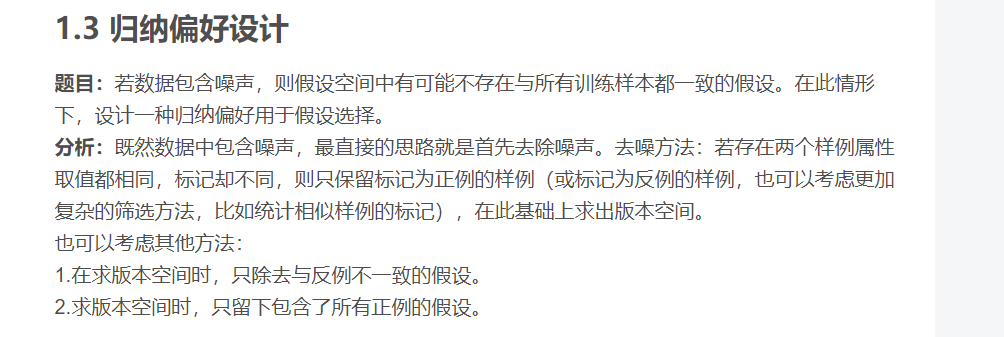 1.3 归纳偏好设计
题目：若数据包含噪声，则假设空间中有可能不存在与所有训练样本都一致的假设。在此情形
下，设计一种归纳偏好用于假设选择。
分析：既然数据中包含噪声，最直接的思路就是首先去除噪声。去噪方法：若存在两个样例属性
取值都相同，标记却不同，则只保留标记为正例的样例（或标记为反例的样例，也可以考虑更加
复杂的筛选方法，比如统计相似样例的标记），在此基础上求出版本空间。
也可以考虑其他方法：
1.在求版本空间时，只除去与反例不一致的假设。
2.求版本空间时，只留下包含了所有正例的假设。